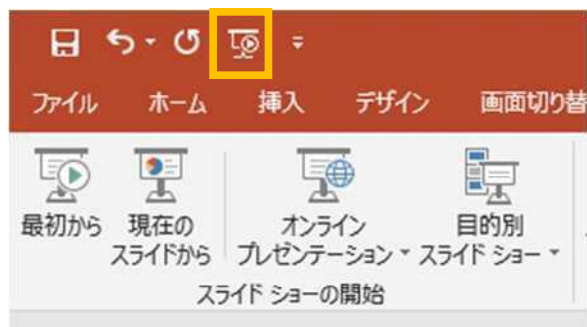 ファイル ホーム 挿入 デザイン 画面切り替
最初から 現在の オンライン 目的別
スライドから プレゼンテーション スライド ショー
スライド ショーの開始